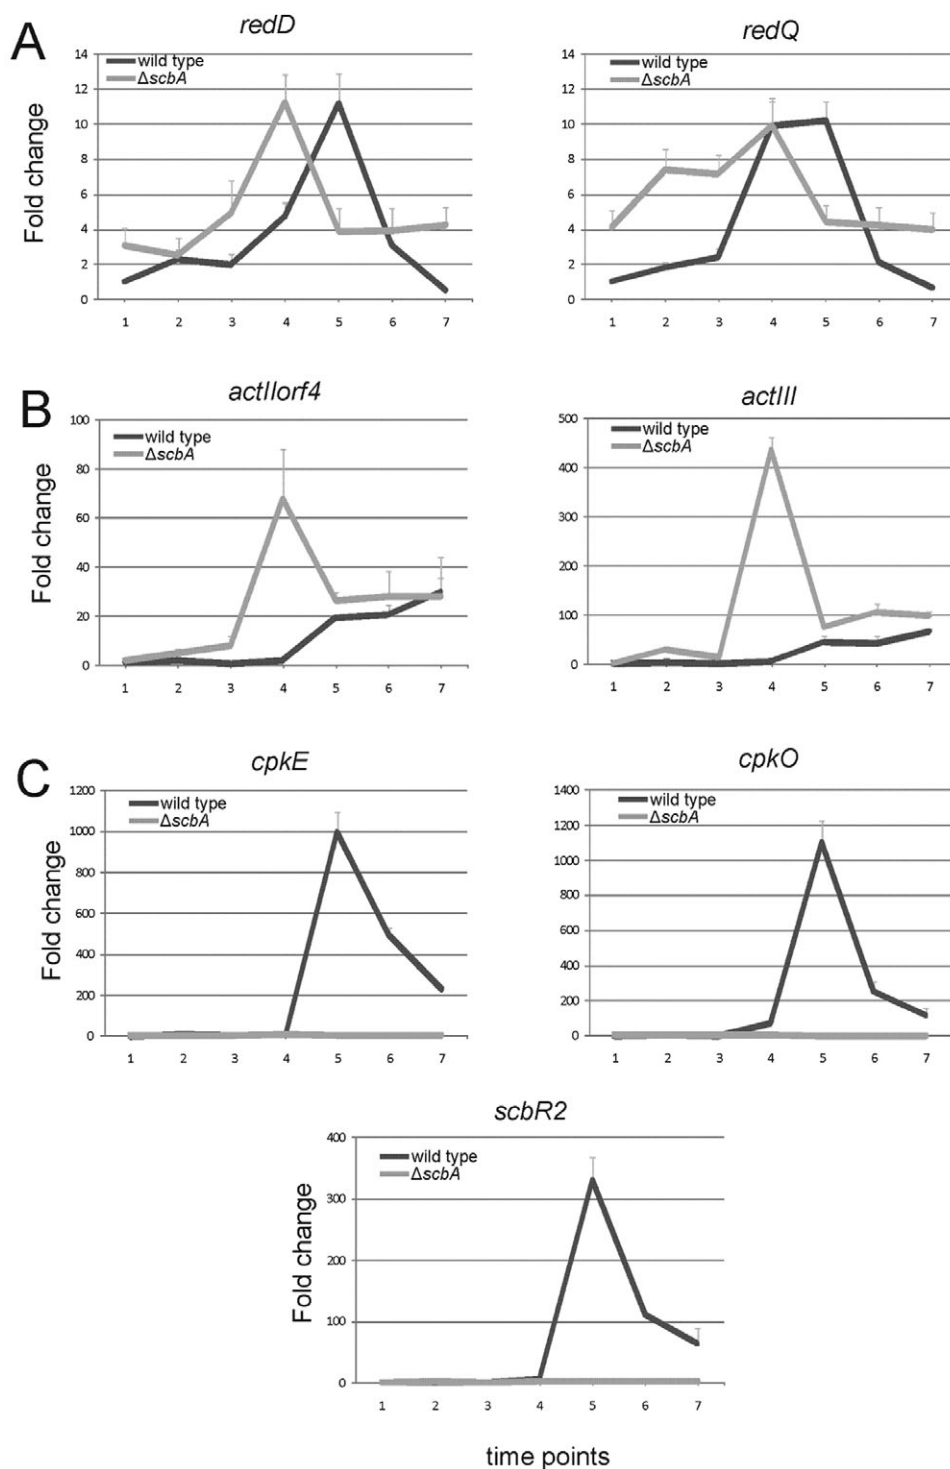 A
redD
Fold change
14
12
10
8
6
4
2
0
wild type
ΔscbA
1 2 3 4 5 6 7
redQ
14
12
10
8
6
4
2
0
wild type
ΔscbA
1 2 3 4 5 6 7
B
actIIorf4
Fold change
100
80
60
40
20
0
wild type
ΔscbA
1 2 3 4 5 6 7
actIII
500
400
300
200
100
0
wild type
ΔscbA
1 2 3 4 5 6 7
C
cpkE
Fold change
1200
1000
800
600
400
200
0
wild type
ΔscbA
1 2 3 4 5 6 7
cpkO
1400
1200
1000
800
600
400
200
0
wild type
ΔscbA
1 2 3 4 5 6 7
scbR2
Fold change
400
300
200
100
0
wild type
ΔscbA
1 2 3 4 5 6 7
time points